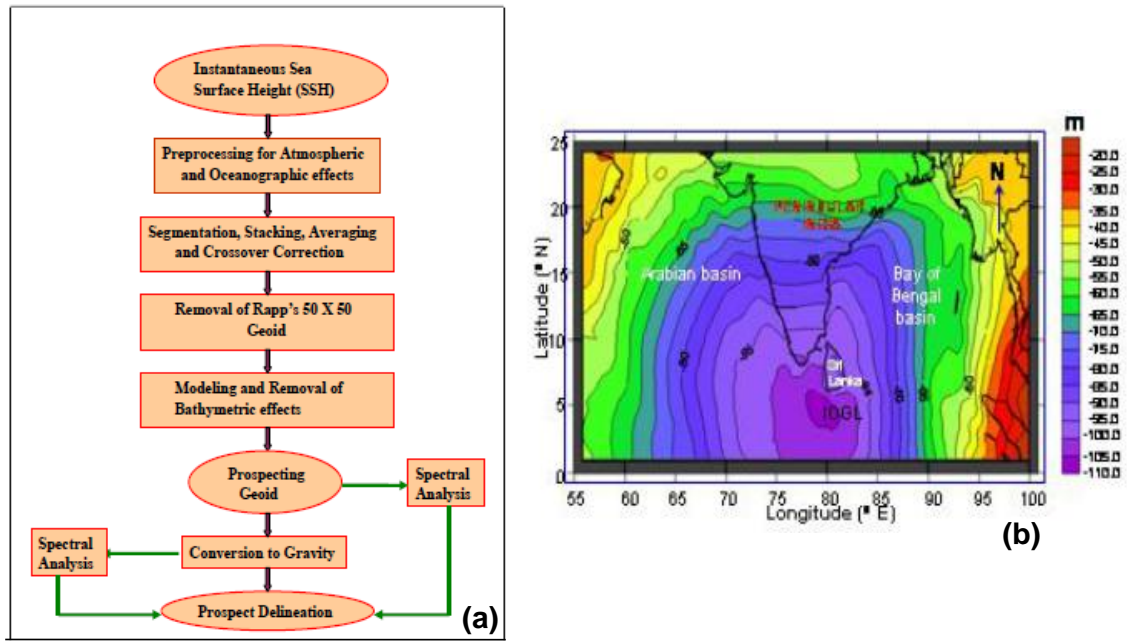 Instantaneous Sea
Surface Height (SSH)
Preprocessing for Atmospheric
and Oceanographic effects
Segmentation, Stacking, Averaging
and Crossover Correction
Removal of Rapp's 50 X 50
Geoid
Modeling and Removal of
Bathymetric effects
Prospecting
Geoid
Spectral
Analysis
Spectral
Analysis
Conversion to Gravity
Prospect Delineation
(a)
m
-20.0
-25.0
-30.0
-35.0
-40.0
-45.0
-50.0
-55.0
-60.0
-65.0
-70.0
-75.0
-80.0
-85.0
-90.0
-95.0
-100.0
-105.0
-110.0
N
Arabian basin
Bay of
Bengal
basin
Sri
Lanka
IOGL
25
20
15
10
5
0
Latitude (° N)
55 60 65 70 75 80 85 90 95 100
Longitude (° E)
(b)